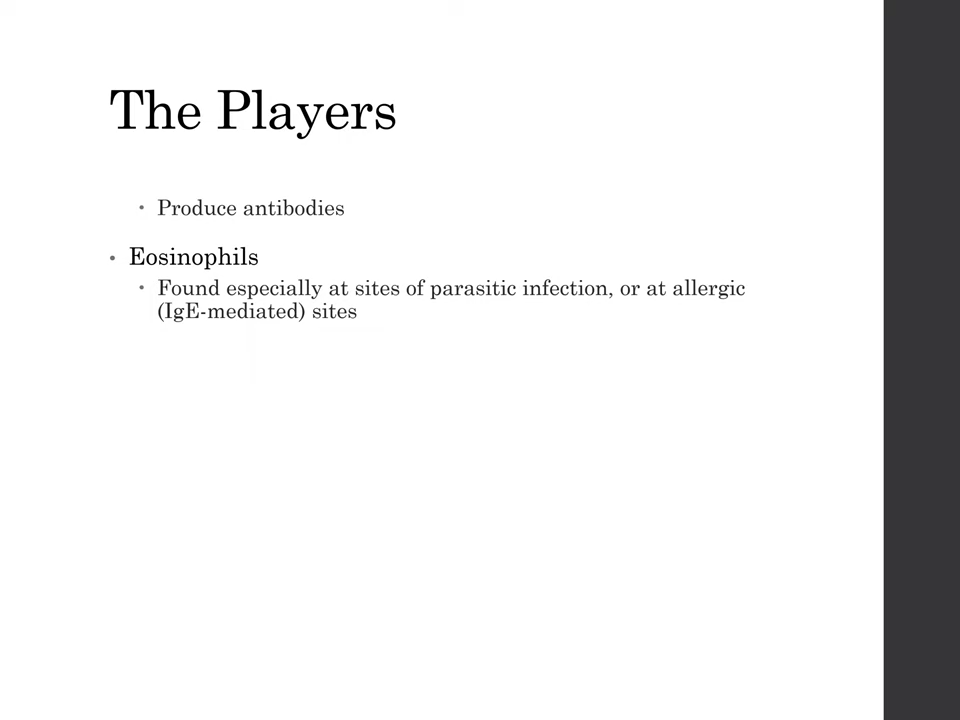 The Players
• Produce antibodies
• Eosinophils
• Found especially at sites of parasitic infection, or at allergic
(IgE-mediated) sites